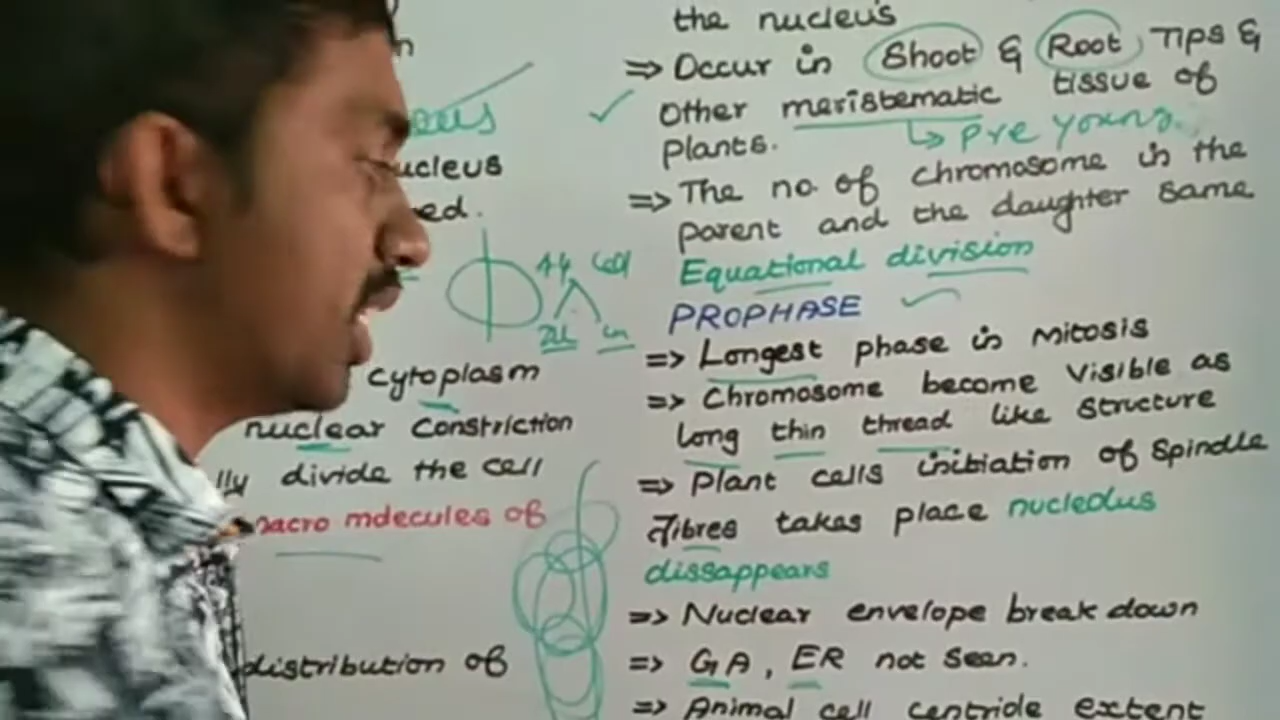 ucleus
ed.
cytoplasm
nuclear constriction
lly divide the cell
macro mdecules of
distribution of
the nucleus
=> Occur in Shoot & Root Tips &
other meristematic tissue of
↳ Pre young
plants.
=> The no. of chromosome in the
parent and the daughter same
Equational division
PROPHASE
=> Longest phase in mitosis
=> Chromosome become visible as
long thin thread like structure
=> Plant cells initiation of spindle
fibres takes place nucleolus
dissappears
=> Nuclear envelope break down
=> GA, ER not seen.
=> Animal cell centride extent